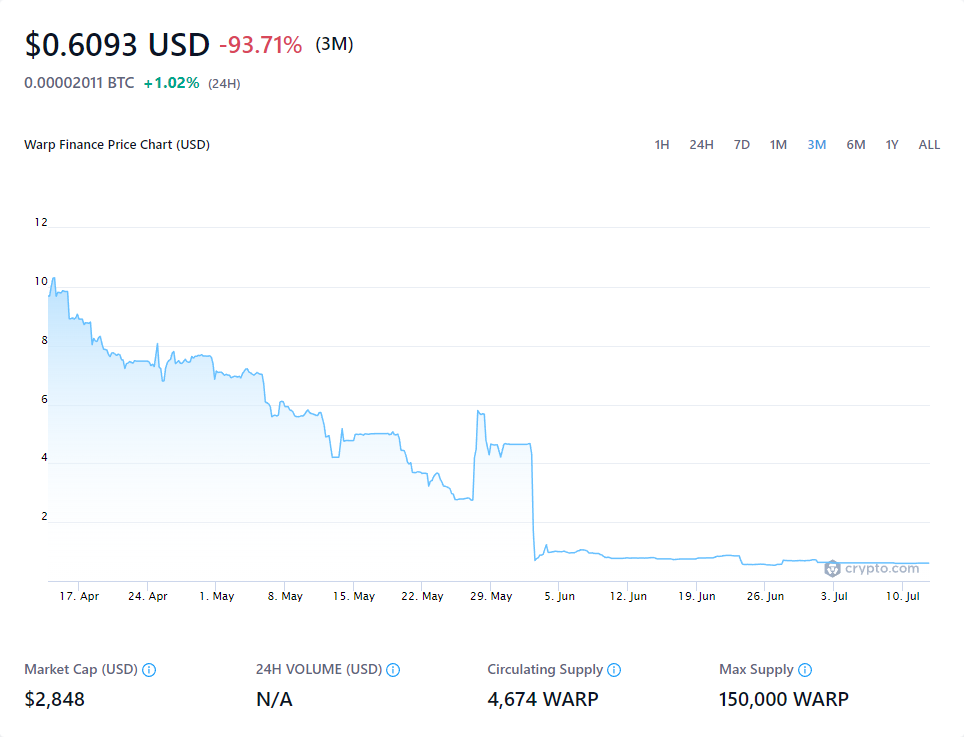 $0.6093 USD -93.71% (3M)
0.00002011 BTC +1.02% (24H)
Warp Finance Price Chart (USD) 1H 24H 7D 1M 3M 6M 1Y ALL
12
10
8
6
4
2
crypto.com
17. Apr 24. Apr 1. May 8. May 15. May 22. May 29. May 5. Jun 12. Jun 19. Jun 26. Jun 3. Jul 10. Jul
Market Cap (USD) 24H VOLUME (USD) Circulating Supply Max Supply
$2,848 N/A 4,674 WARP 150,000 WARP